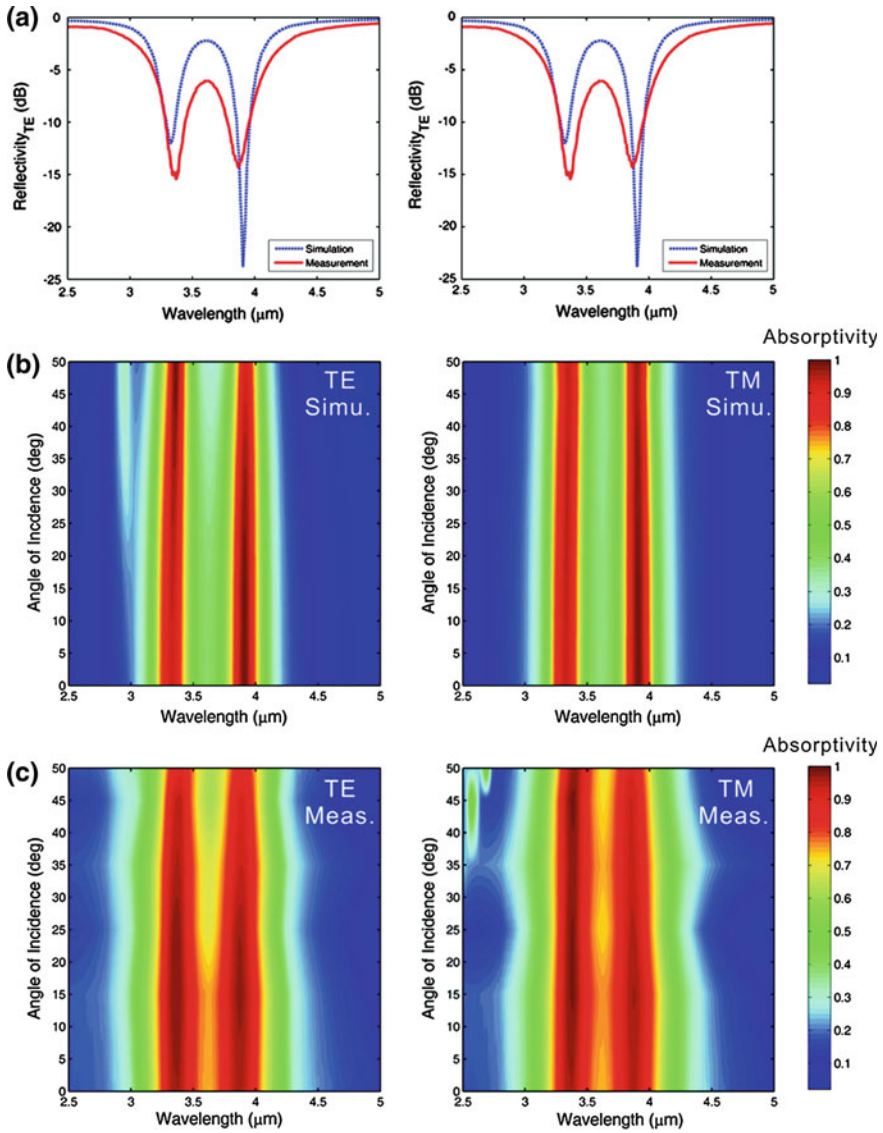 (a)
0
-5
-10
-15
-20
-25
Reflectivity_TE (dB)
Simulation
Measurement
2.5 3 3.5 4 4.5 5
Wavelength (μm)
0
-5
-10
-15
-20
-25
Reflectivity_TE (dB)
Simulation
Measurement
2.5 3 3.5 4 4.5 5
Wavelength (μm)
(b)
50
45
40
35
30
25
20
15
10
5
0
Angle of Incdence (deg)
TE
Simu.
2.5 3 3.5 4 4.5 5
Wavelength (μm)
50
45
40
35
30
25
20
15
10
5
0
Angle of Incidence (deg)
TM
Simu.
2.5 3 3.5 4 4.5 5
Wavelength (μm)
Absorptivity
1
0.9
0.8
0.7
0.6
0.5
0.4
0.3
0.2
0.1
(c)
50
45
40
35
30
25
20
15
10
5
0
Angle of Incidence (deg)
TE
Meas.
2.5 3 3.5 4 4.5 5
Wavelength (μm)
50
45
40
35
30
25
20
15
10
5
0
Angle of Incidence (deg)
TM
Meas.
2.5 3 3.5 4 4.5 5
Wavelength (μm)
Absorptivity
1
0.9
0.8
0.7
0.6
0.5
0.4
0.3
0.2
0.1